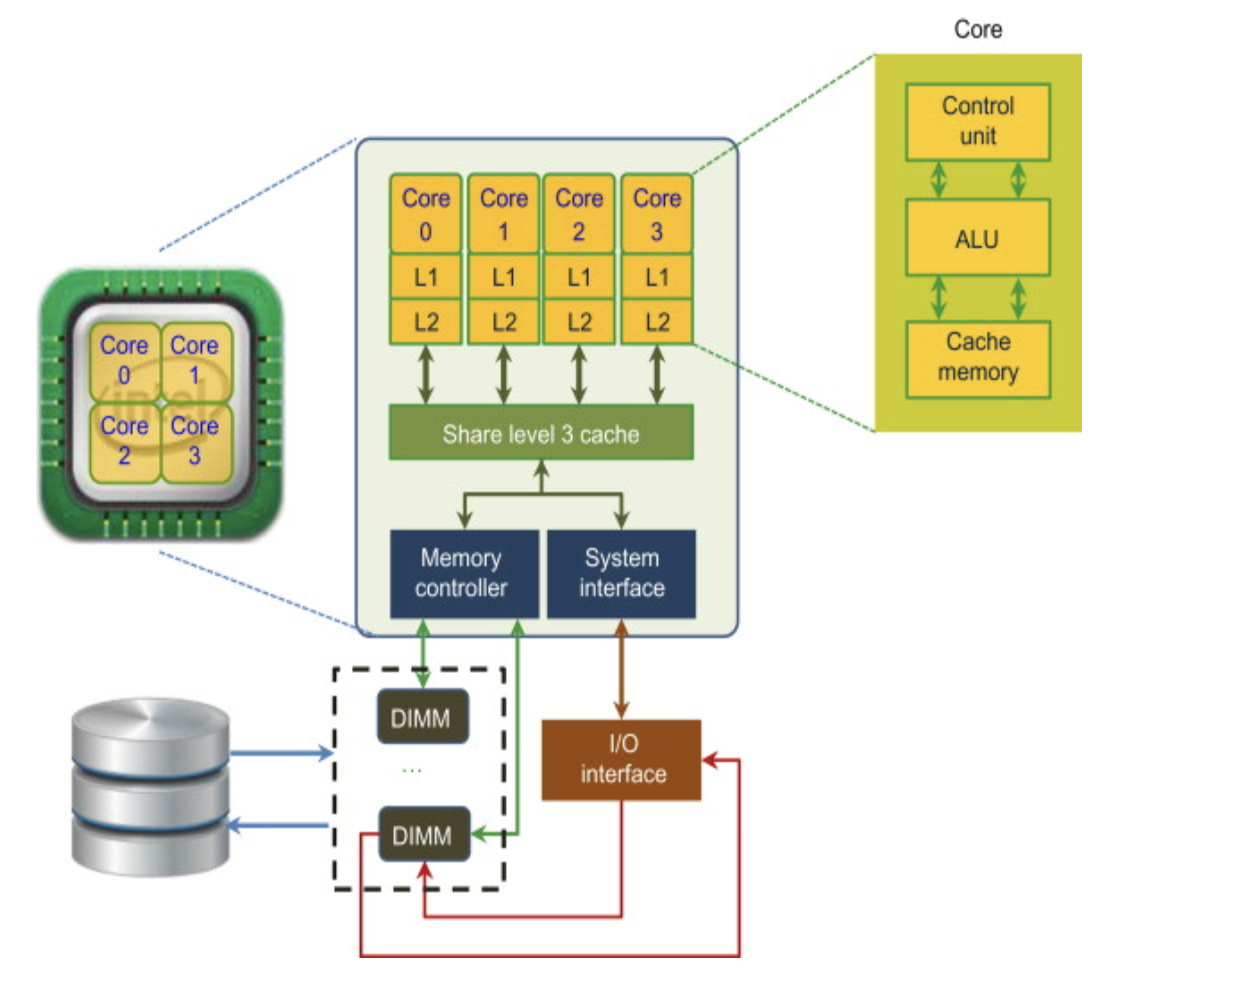 Core
Control
unit
ALU
Cache
memory
Core
0
Core
1
Core
2
Core
3
L1
L1
L1
L1
L2
L2
L2
L2
Share level 3 cache
Memory
controller
System
interface
Core
0
Core
1
intel
Core
2
Core
3
DIMM
...
DIMM
I/O
interface